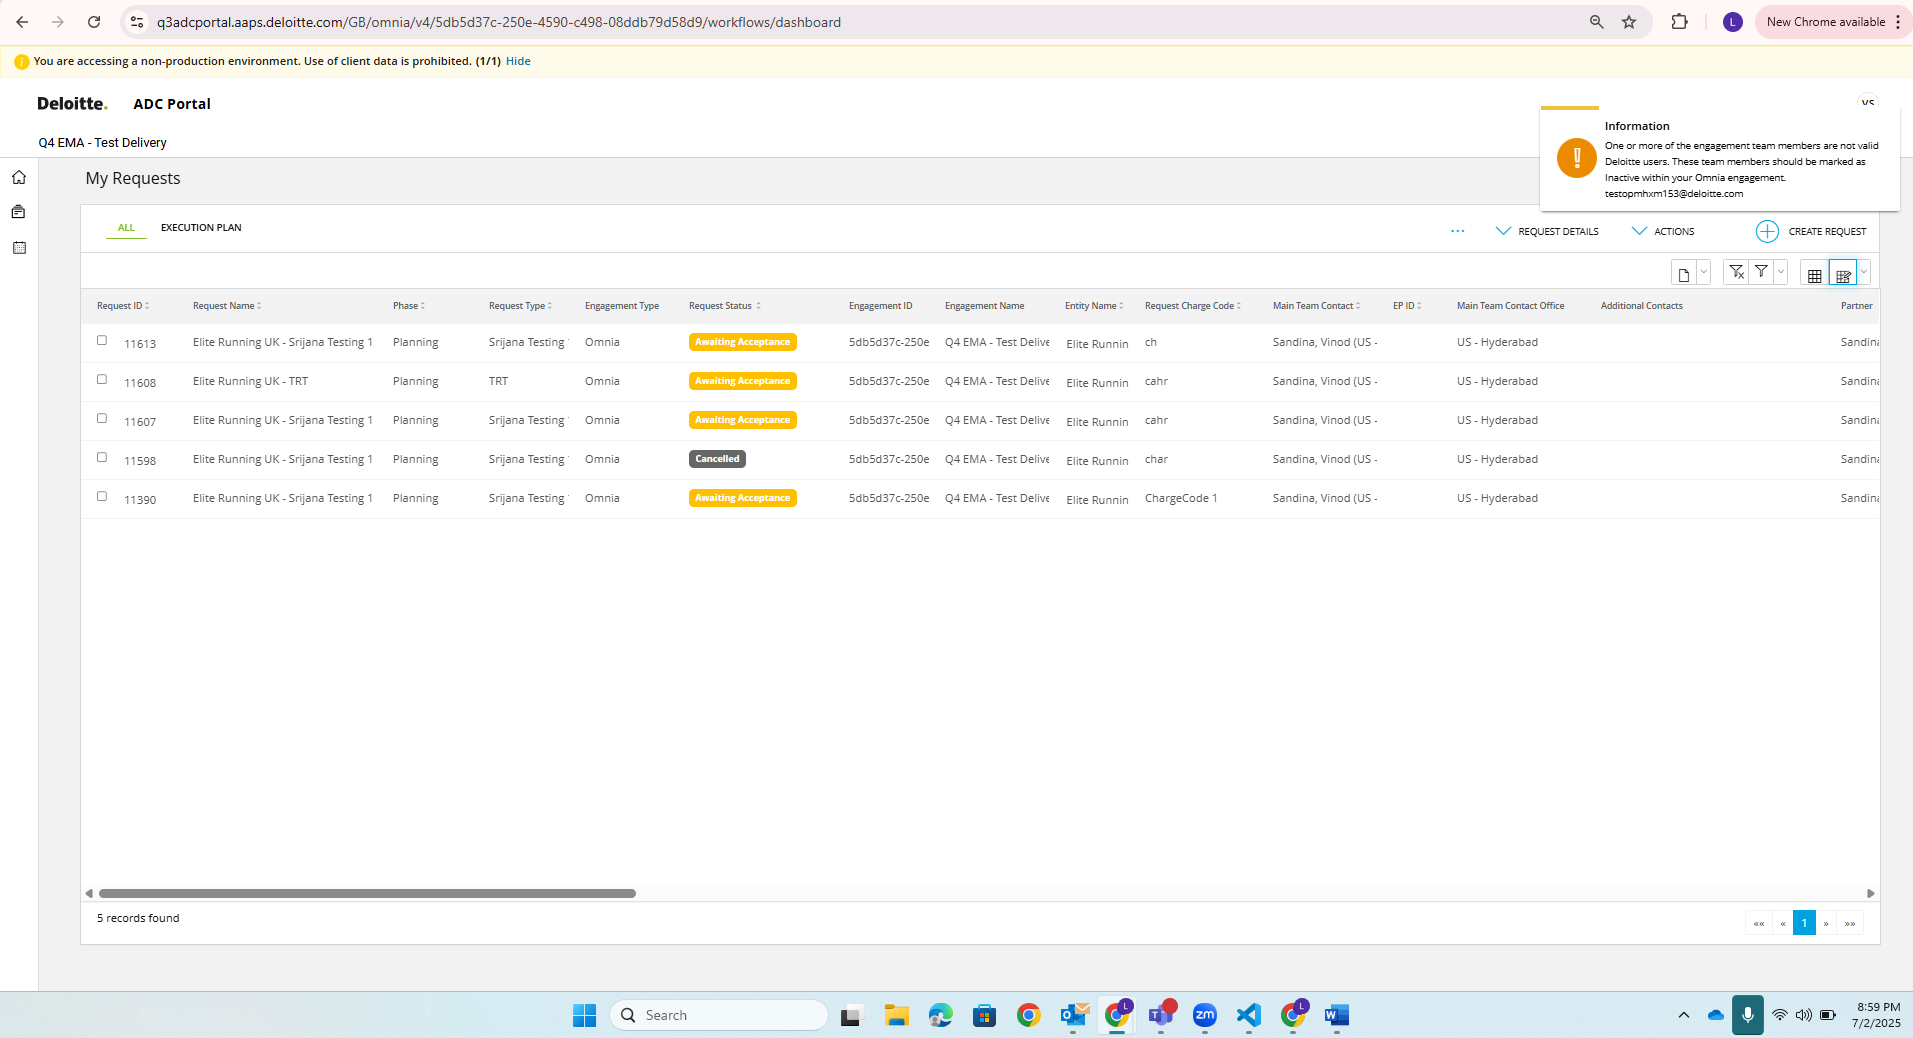 q3adcportal.aaps.deloitte.com/GB/omnia/v4/5db5d37c-250e-4590-c498-08ddb79d58d9/workflows/dashboard
L
New Chrome available
You are accessing a non-production environment. Use of client data is prohibited. (1/1) Hide
Deloitte. ADC Portal
VS
Q4 EMA - Test Delivery
Information
One or more of the engagement team members are not valid
Deloitte users. These team members should be marked as
Inactive within your Omnia engagement.
testopmhxm153@deloitte.com
My Requests
ALL EXECUTION PLAN
... REQUEST DETAILS ACTIONS CREATE REQUEST
Request ID Request Name Phase Request Type Engagement Type Request Status Engagement ID Engagement Name Entity Name Request Charge Code Main Team Contact EP ID Main Team Contact Office Additional Contacts Partner
11613 Elite Running UK - Srijana Testing 1 Planning Srijana Testing Omnia Awaiting Acceptance 5db5d37c-250e Q4 EMA - Test Delive Elite Runnin ch Sandina, Vinod (US - US - Hyderabad Sandina
11608 Elite Running UK - TRT Planning TRT Omnia Awaiting Acceptance 5db5d37c-250e Q4 EMA - Test Delive Elite Runnin cahr Sandina, Vinod (US - US - Hyderabad Sandina
11607 Elite Running UK - Srijana Testing 1 Planning Srijana Testing Omnia Awaiting Acceptance 5db5d37c-250e Q4 EMA - Test Delive Elite Runnin cahr Sandina, Vinod (US - US - Hyderabad Sandina
11598 Elite Running UK - Srijana Testing 1 Planning Srijana Testing Omnia Cancelled 5db5d37c-250e Q4 EMA - Test Delive Elite Runnin char Sandina, Vinod (US - US - Hyderabad Sandina
11390 Elite Running UK - Srijana Testing 1 Planning Srijana Testing Omnia Awaiting Acceptance 5db5d37c-250e Q4 EMA - Test Delive Elite Runnin ChargeCode 1 Sandina, Vinod (US - US - Hyderabad Sandina
5 records found
«« « 1 » »»
Search
zm
8:59 PM
7/2/2025